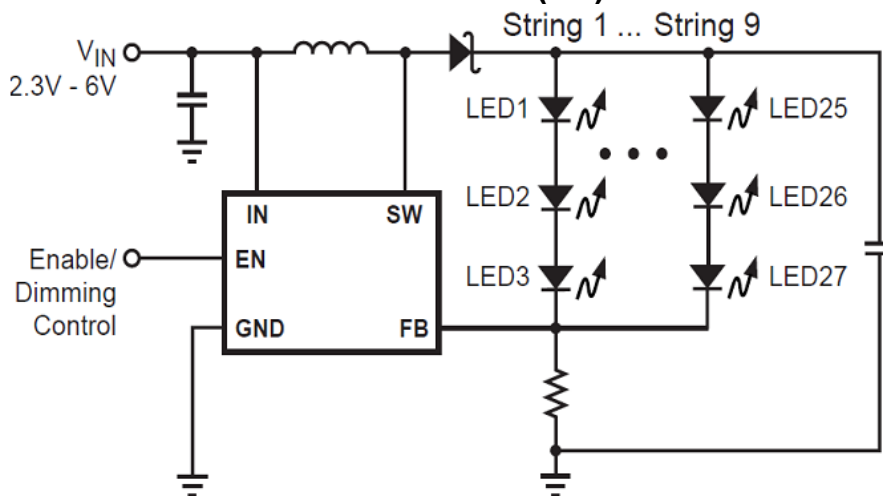 String 1 ... String 9
VIN
2.3V - 6V
LED1
LED25
LED2
LED26
LED3
LED27
IN
SW
EN
GND
FB
Enable/
Dimming
Control